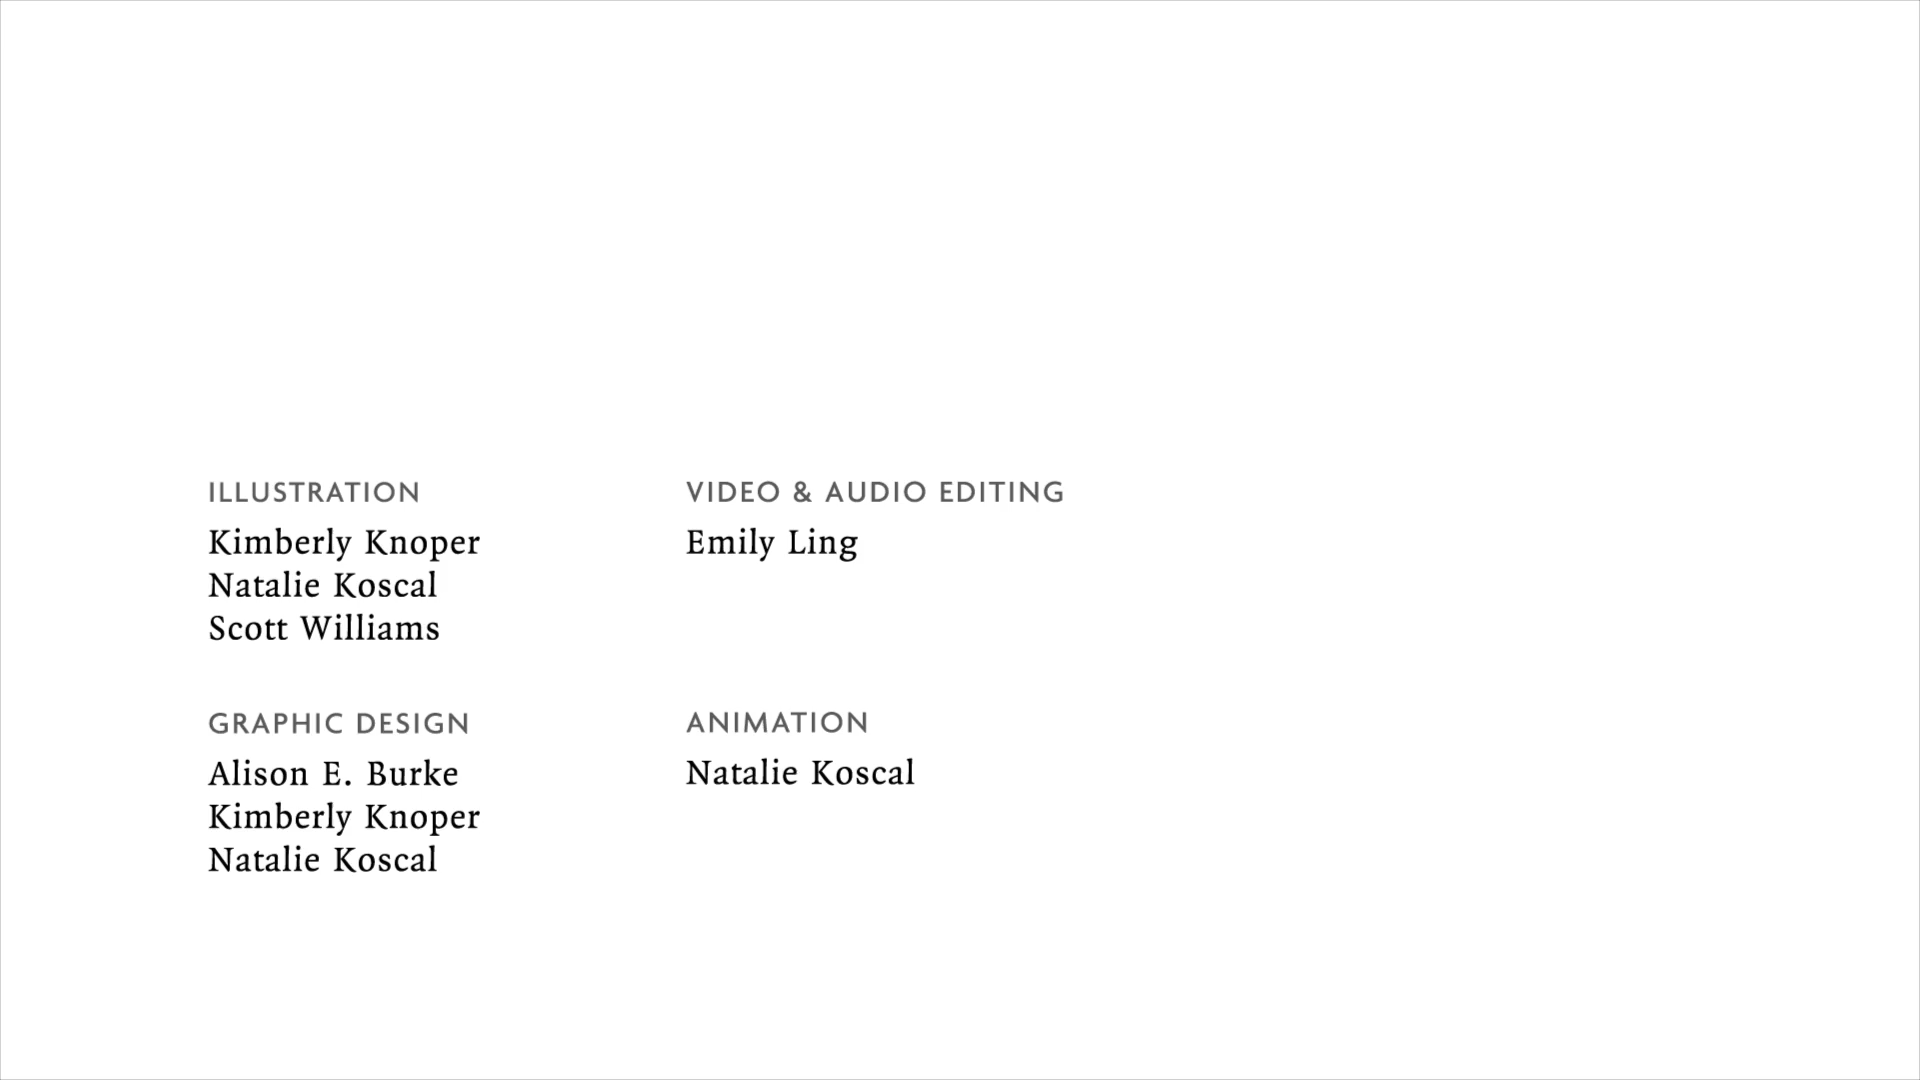 ILLUSTRATION
Kimberly Knoper
Natalie Koscal
Scott Williams
GRAPHIC DESIGN
Alison E. Burke
Kimberly Knoper
Natalie Koscal
VIDEO & AUDIO EDITING
Emily Ling
ANIMATION
Natalie Koscal